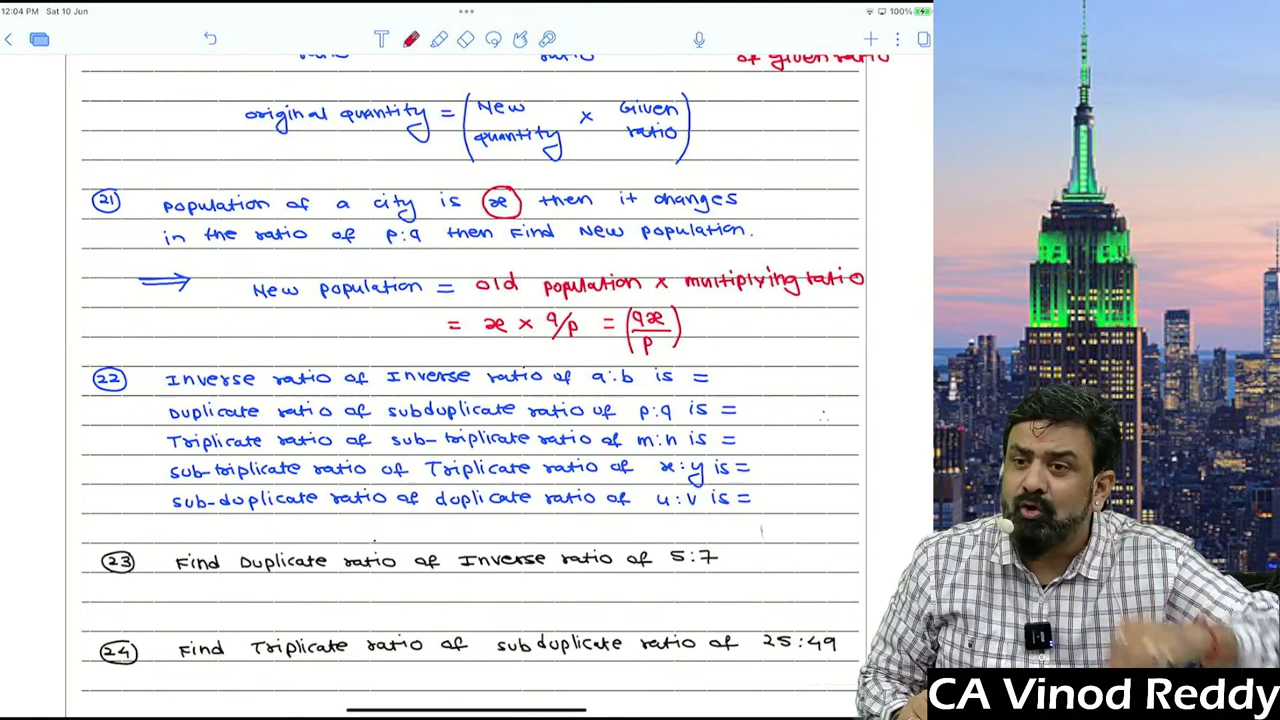 12:04 PM Sat 10 Jun
100%
of given ratio
original quantity = (New quantity × Given ratio)
21 Population of a city is x then it changes
in the ratio of p:q then Find New population.
⇒ New population = old population × multiplying ratio
= x × q/p = (qx/p)
22 Inverse ratio of Inverse ratio of a:b is =
Duplicate ratio of subduplicate ratio of p:q is =
Triplicate ratio of sub-triplicate ratio of m:n is =
sub-triplicate ratio of Triplicate ratio of x:y is =
sub-duplicate ratio of duplicate ratio of u:v is =
23 Find Duplicate ratio of Inverse ratio of 5:7
24 Find Triplicate ratio of subduplicate ratio of 25:49
CA Vinod Reddy